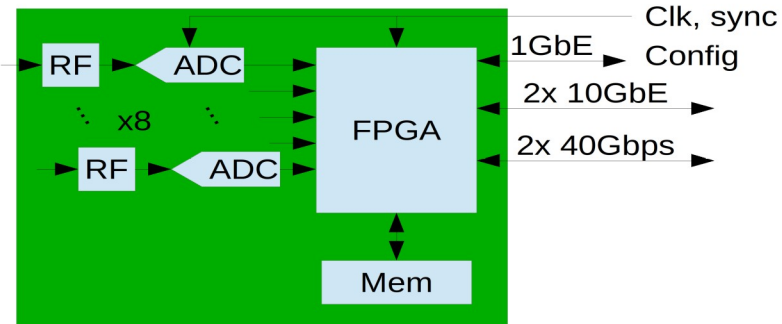 Clk, sync
RF
ADC
1GbE
Config
x8
FPGA
2x 10GbE
2x 40Gbps
RF
ADC
Mem